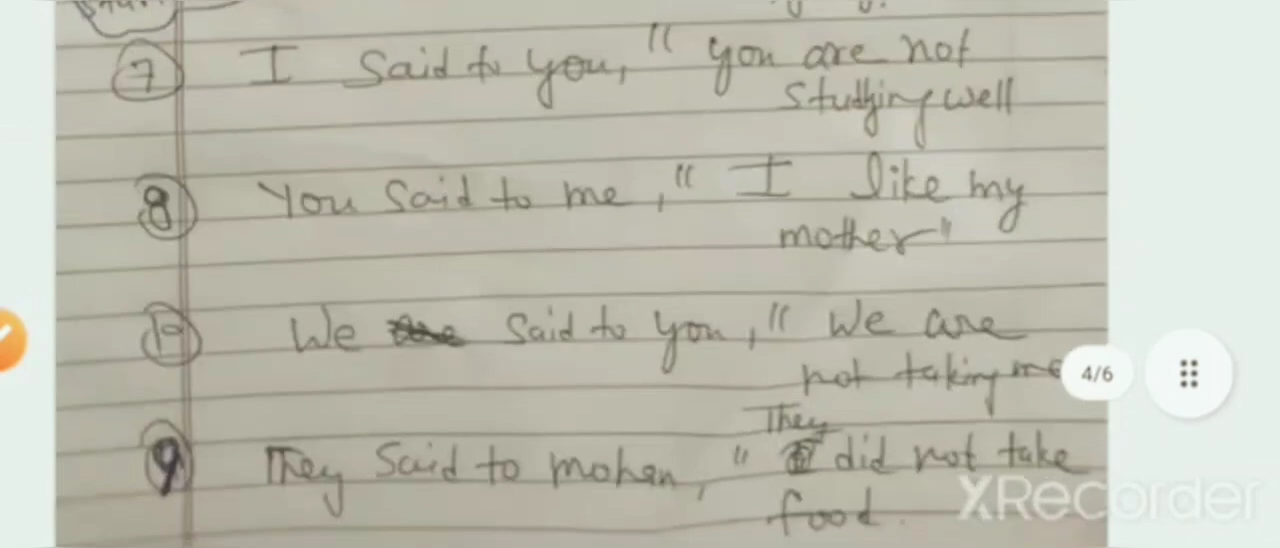 7 I said to you, " you are not
studying well
8 You said to me, " I like my
mother"
10 We said to you, " We are
not taking
4/6
They
9 They said to mohan, " did not take
food.
XRecorder